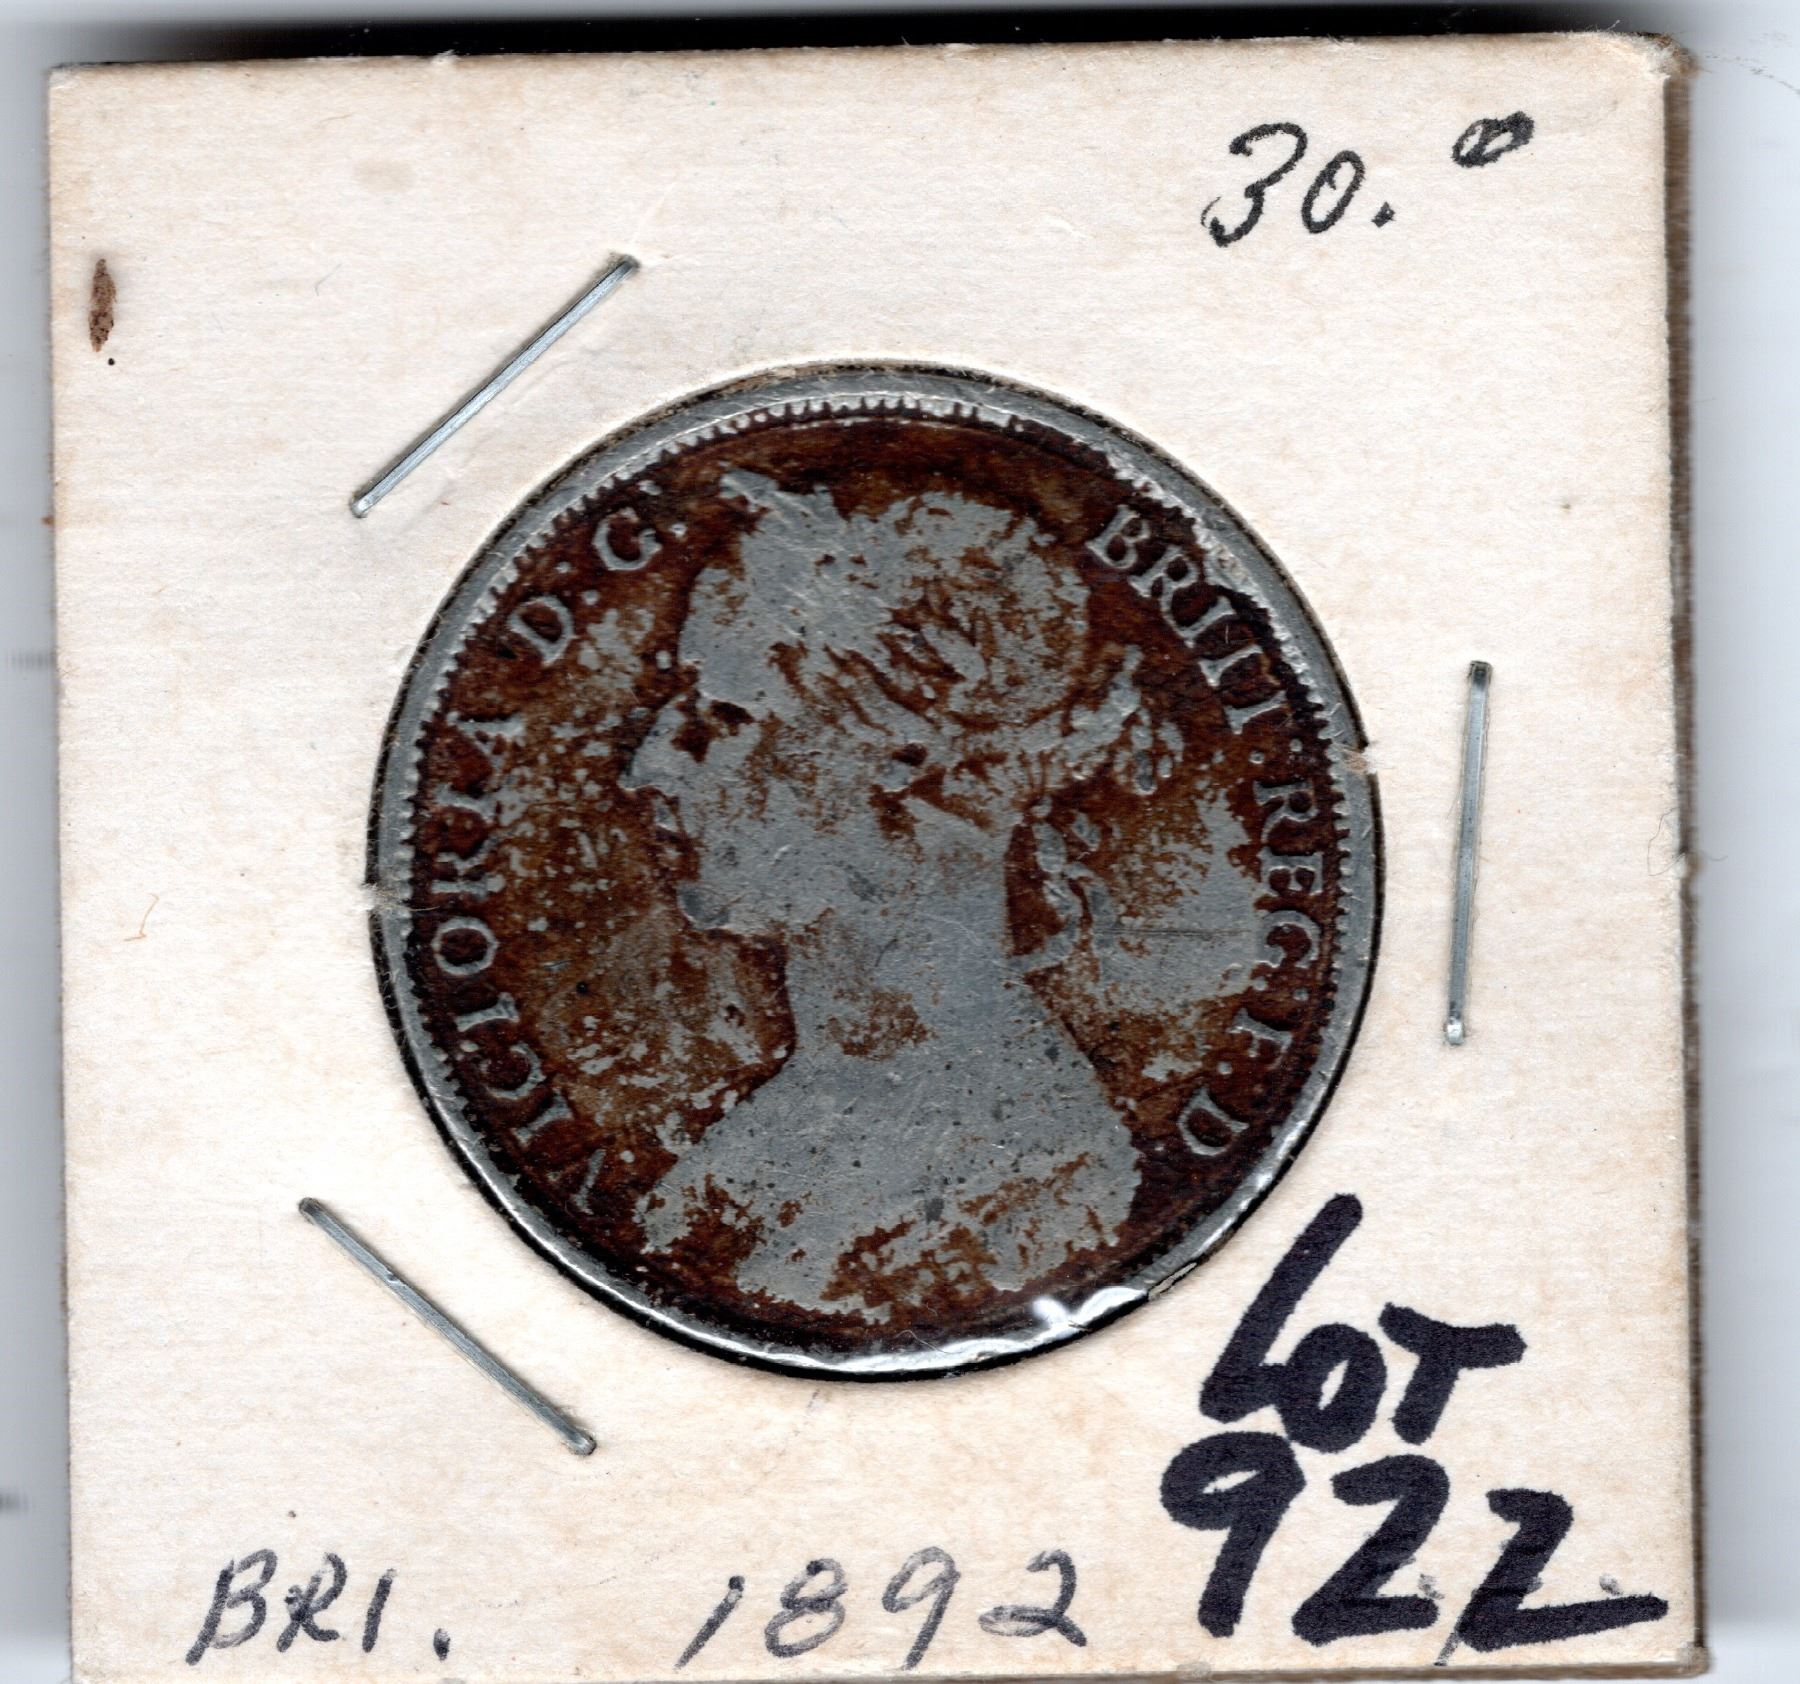 30.00
VICTORIA D: G: BRITT: REG: F: D:
LOT
922
BRI. 1892